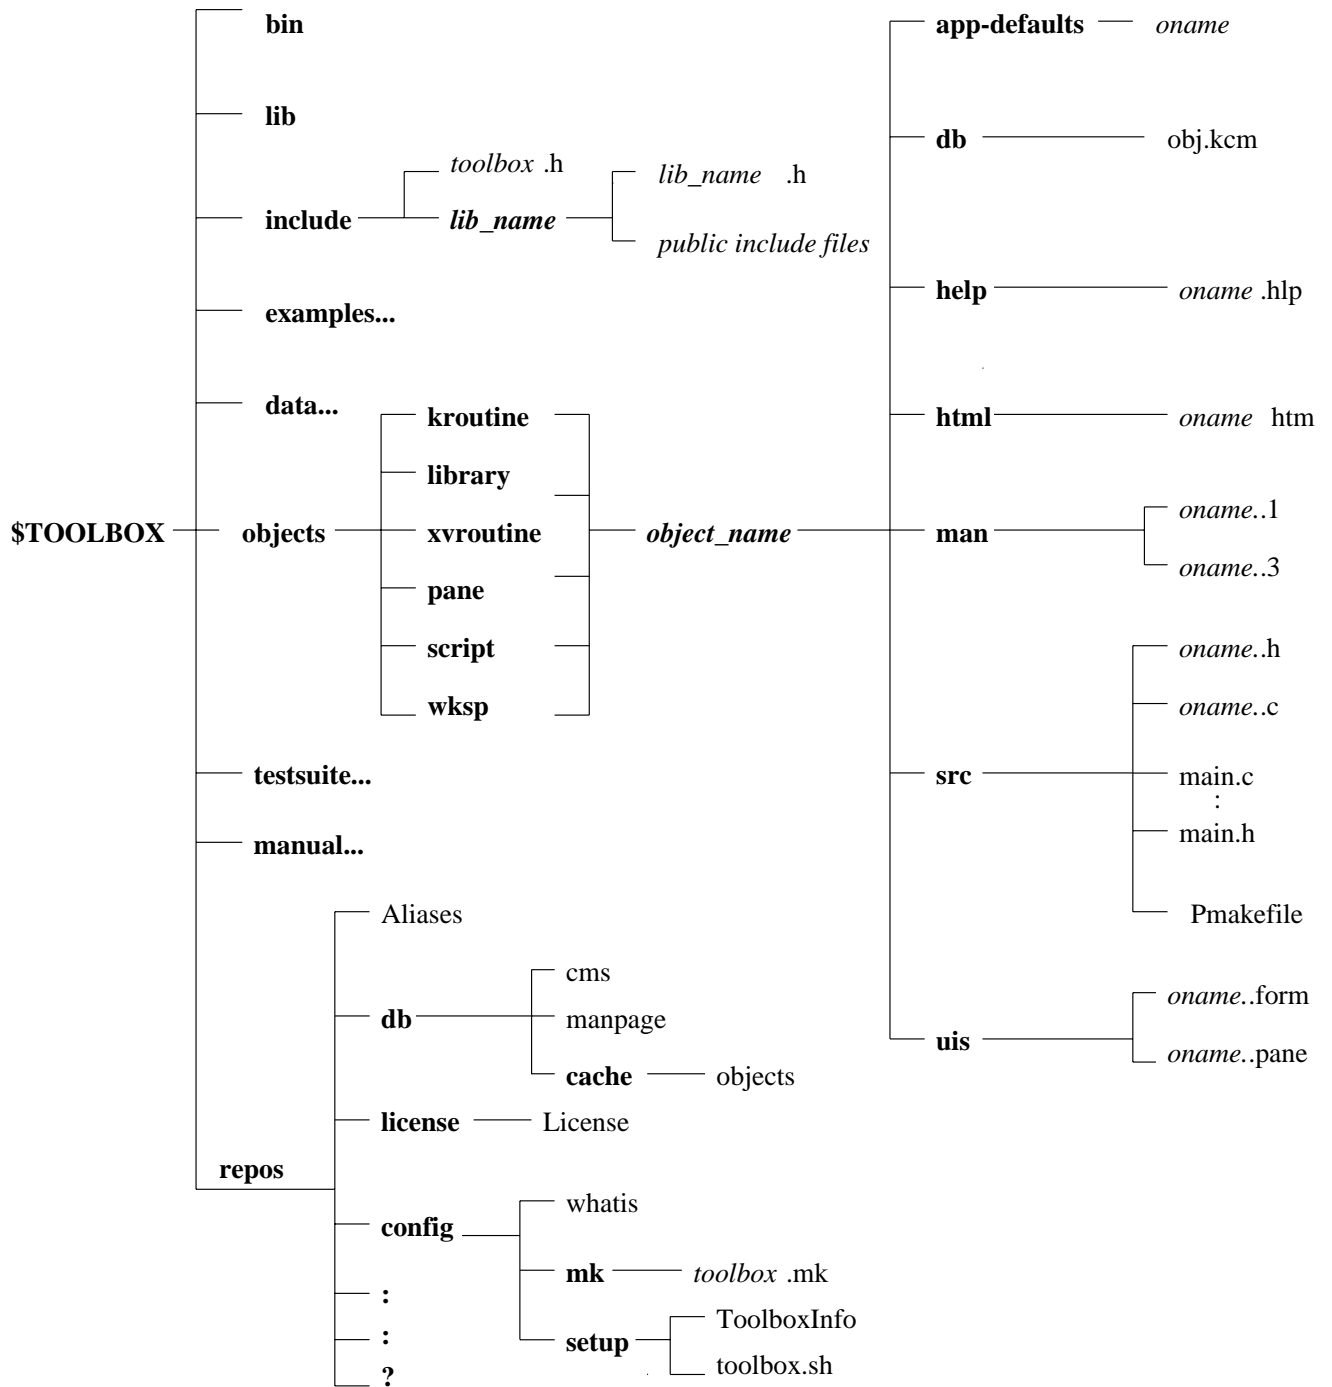 bin
lib
toolbox .h
include
lib_name
lib_name .h
public include files
examples...
data...
$TOOLBOX
objects
kroutine
library
xvroutine
pane
script
wksp
object_name
testsuite...
manual...
repos
Aliases
db
cms
manpage
cache
objects
license
License
config
whatis
mk
toolbox .mk
setup
ToolboxInfo
toolbox.sh
:
:
?
app-defaults
oname
db
obj.kcm
help
oname .hlp
html
oname htm
man
oname..1
oname..3
src
oname..h
oname..c
main.c
:
main.h
Pmakefile
uis
oname..form
oname..pane